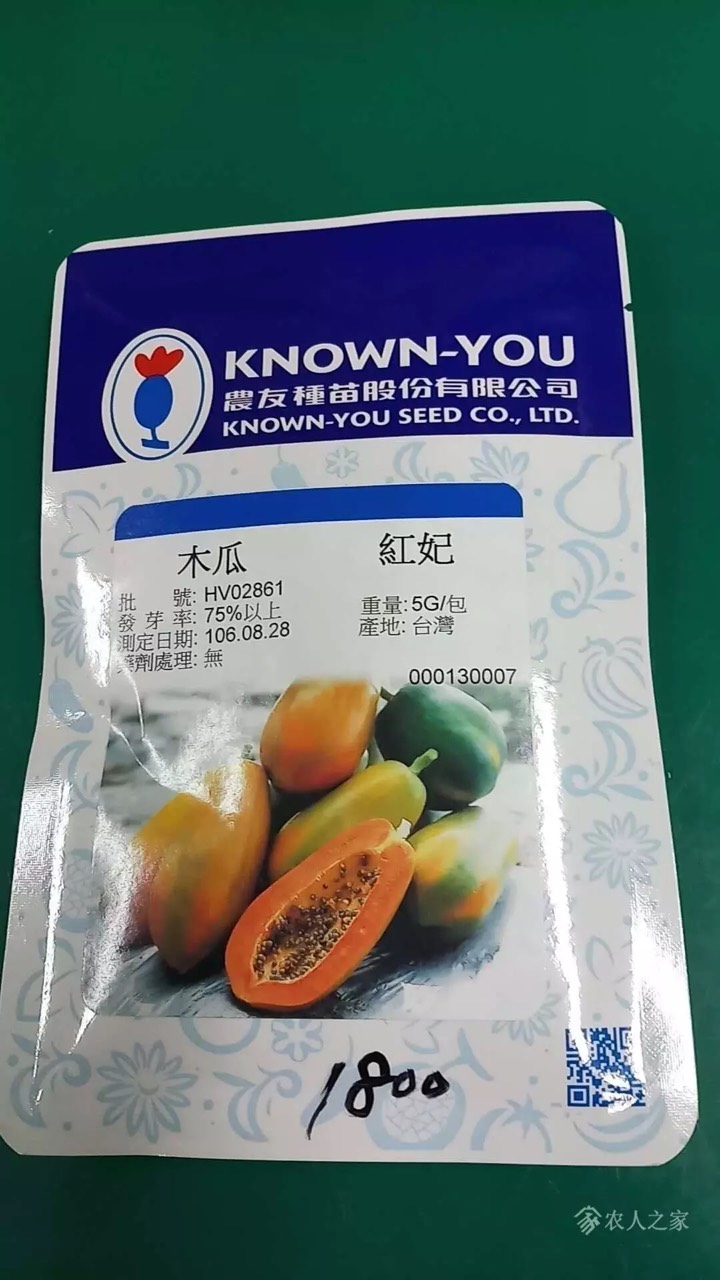 KNOWN-YOU
農友種苗股份有限公司
KNOWN-YOU SEED CO., LTD.
木瓜 紅妃
批 號: HV02861
發芽率: 75%以上
重量: 5G/包
測定日期: 106.08.28
產地: 台灣
藥劑處理: 無
000130007
1800
农人之家